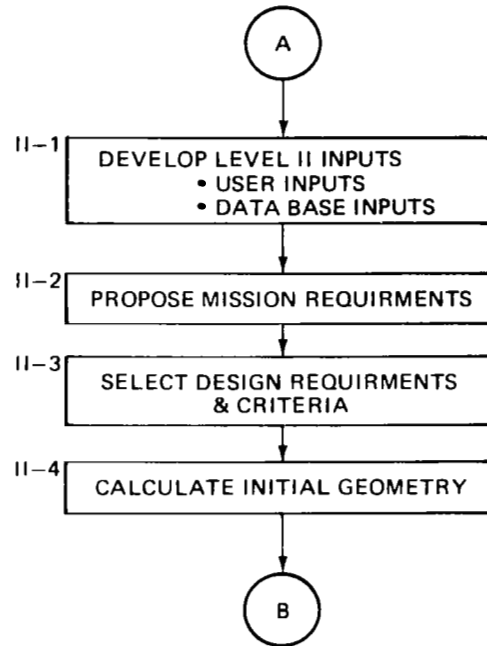 A
II-1
DEVELOP LEVEL II INPUTS
• USER INPUTS
• DATA BASE INPUTS
II-2
PROPOSE MISSION REQUIRMENTS
II-3
SELECT DESIGN REQUIRMENTS
& CRITERIA
II-4
CALCULATE INITIAL GEOMETRY
B